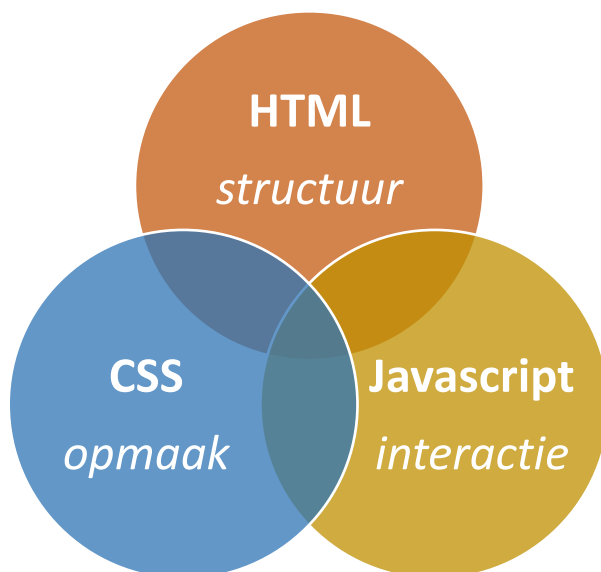 HTML
structuur
CSS
opmaak
Javascript
interactie